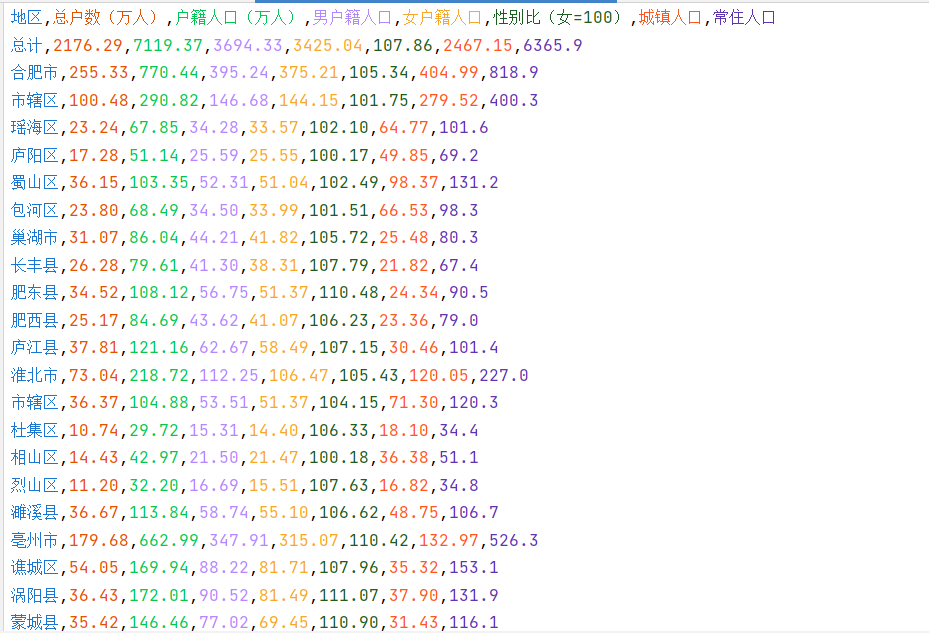 地区,总户数（万人）,户籍人口（万人）,男户籍人口,女户籍人口,性别比（女=100）,城镇人口,常住人口
总计,2176.29,7119.37,3694.33,3425.04,107.86,2467.15,6365.9
合肥市,255.33,770.44,395.24,375.21,105.34,404.99,818.9
市辖区,100.48,290.82,146.68,144.15,101.75,279.52,400.3
瑶海区,23.24,67.85,34.28,33.57,102.10,64.77,101.6
庐阳区,17.28,51.14,25.59,25.55,100.17,49.85,69.2
蜀山区,36.15,103.35,52.31,51.04,102.49,98.37,131.2
包河区,23.80,68.49,34.50,33.99,101.51,66.53,98.3
巢湖市,31.07,86.04,44.21,41.82,105.72,25.48,80.3
长丰县,26.28,79.61,41.30,38.31,107.79,21.82,67.4
肥东县,34.52,108.12,56.75,51.37,110.48,24.34,90.5
肥西县,25.17,84.69,43.62,41.07,106.23,23.36,79.0
庐江县,37.81,121.16,62.67,58.49,107.15,30.46,101.4
淮北市,73.04,218.72,112.25,106.47,105.43,120.05,227.0
市辖区,36.37,104.88,53.51,51.37,104.15,71.30,120.3
杜集区,10.74,29.72,15.31,14.40,106.33,18.10,34.4
相山区,14.43,42.97,21.50,21.47,100.18,36.38,51.1
烈山区,11.20,32.20,16.69,15.51,107.63,16.82,34.8
濉溪县,36.67,113.84,58.74,55.10,106.62,48.75,106.7
亳州市,179.68,662.99,347.91,315.07,110.42,132.97,526.3
谯城区,54.05,169.94,88.22,81.71,107.96,35.32,153.1
涡阳县,36.43,172.01,90.52,81.49,111.07,37.90,131.9
蒙城县,35.42,146.46,77.02,69.45,110.90,31.43,116.1